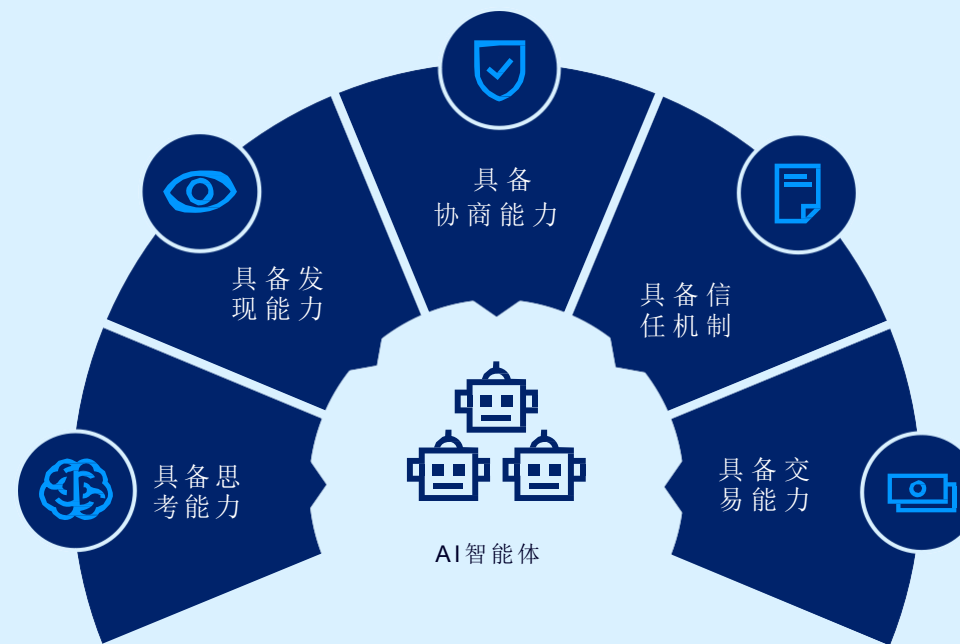 具备
协商能力
具备发
现能力
具备信
任机制
具备思
考能力
具备交
易能力
AI智能体